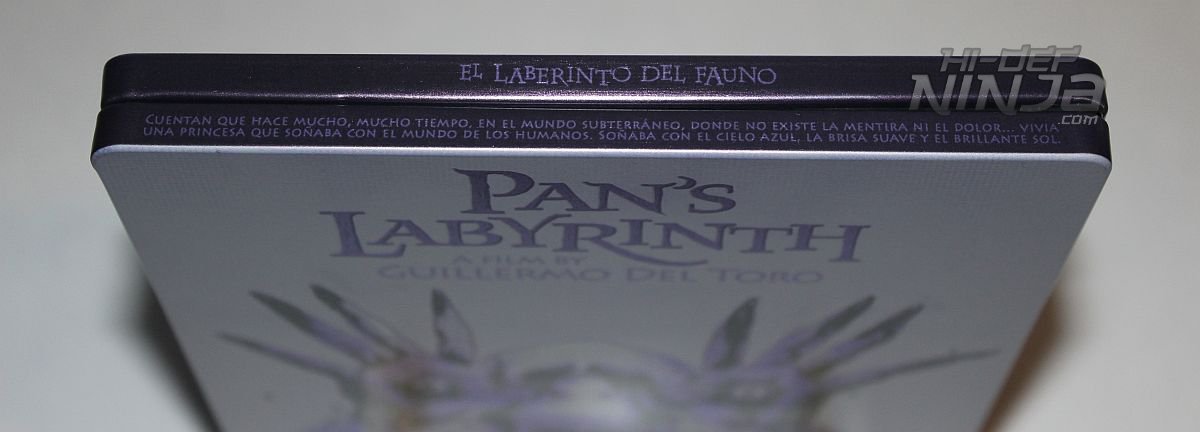 HI-DEF
NINJA
.com
EL LABERINTO DEL FAUNO
CUENTAN QUE HACE MUCHO, MUCHO TIEMPO, EN EL MUNDO SUBTERRÁNEO, DONDE NO EXISTE LA MENTIRA NI EL DOLOR... VIVIA
UNA PRINCESA QUE SOÑABA CON EL MUNDO DE LOS HUMANOS. SOÑABA CON EL CIELO AZUL, LA BRISA SUAVE Y EL BRILLANTE SOL.
PAN'S
LABYRINTH
A FILM BY
GUILLERMO DEL TORO